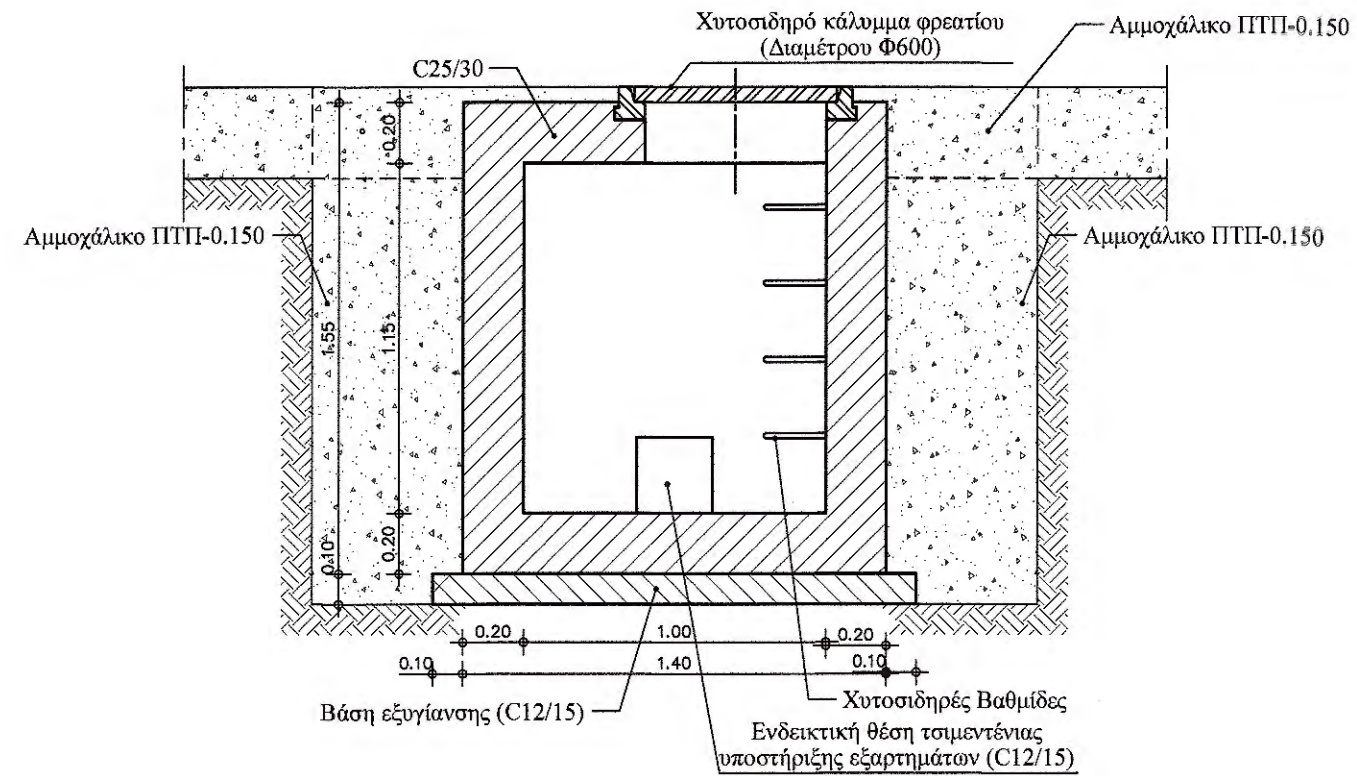 Χυτοσιδηρό κάλυμμα φρεατίου
(Διαμέτρου Φ600)
Αμμοχάλικο ΠΤΠ-0.150
C25/30
0.20
Αμμοχάλικο ΠΤΠ-0.150
Αμμοχάλικο ΠΤΠ-0.150
1.55
1.15
0.10
0.20
0.20
1.00
0.20
0.10
1.40
0.10
Βάση εξυγίανσης (C12/15)
Χυτοσιδηρές Βαθμίδες
Ενδεικτική θέση τσιμεντένιας
υποστήριξης εξαρτημάτων (C12/15)